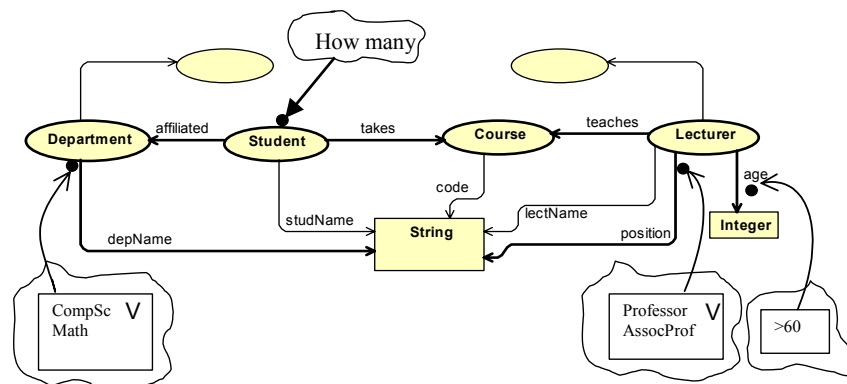 How many
Department
affiliated
Student
takes
Course
teaches
Lecturer
code
age
studName
lectName
String
Integer
depName
position
CompSc V
Math
Professor V
AssocProf
>60